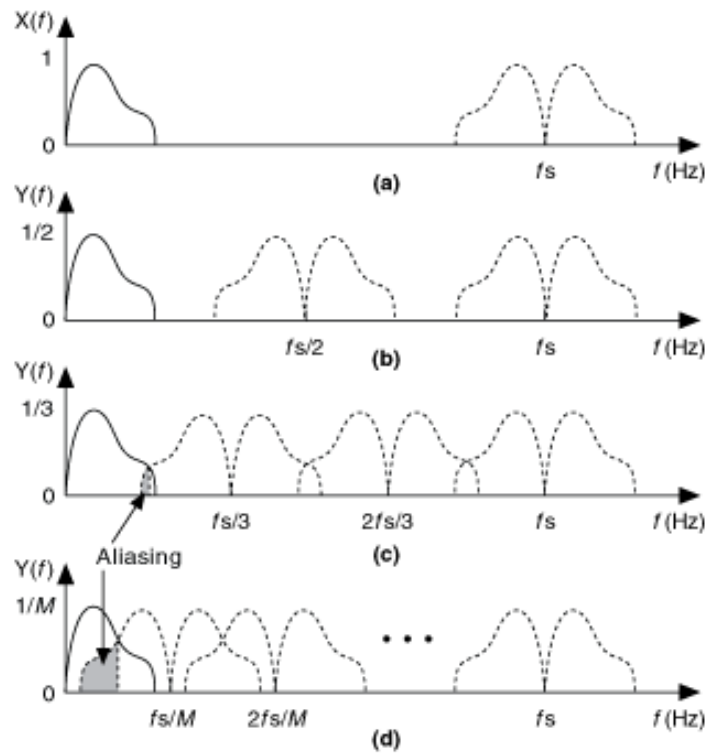 X(f)
1
0
fs
f (Hz)
(a)
Y(f)
1/2
0
fs/2
fs
f (Hz)
(b)
Y(f)
1/3
0
fs/3
2fs/3
fs
f (Hz)
(c)
Aliasing
Y(f)
1/M
0
fs/M
2fs/M
fs
f (Hz)
(d)